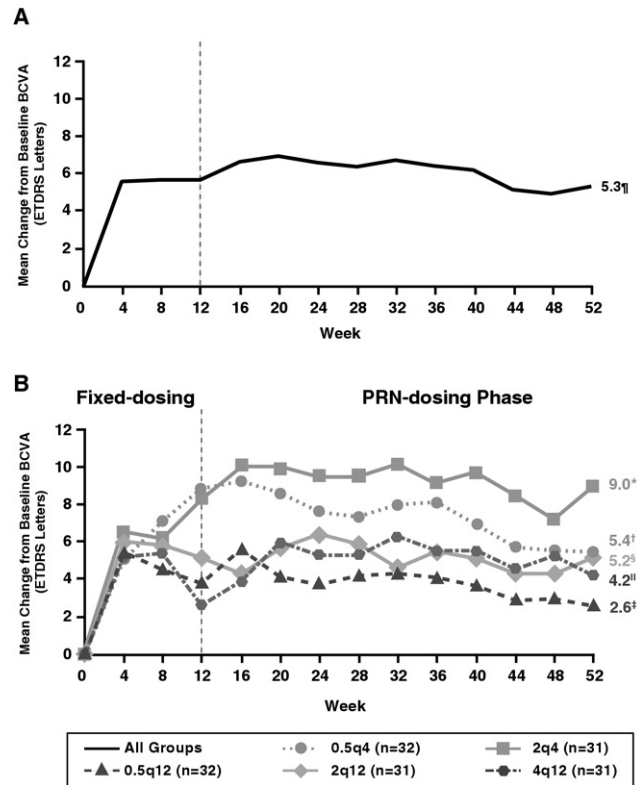 A
Mean Change from Baseline BCVA
(ETDRS Letters)
12
10
8
6
4
2
0
5.3¶
0 4 8 12 16 20 24 28 32 36 40 44 48 52
Week
B
Fixed-dosing PRN-dosing Phase
Mean Change from Baseline BCVA
(ETDRS Letters)
12
10
8
6
4
2
0
9.0*
5.4†
5.2§
4.2||
2.6‡
0 4 8 12 16 20 24 28 32 36 40 44 48 52
Week
All Groups 0.5q4 (n=32) 2q4 (n=31)
0.5q12 (n=32) 2q12 (n=31) 4q12 (n=31)